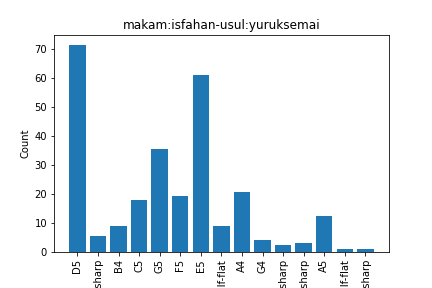 makam:isfahan-usul:yuruksemai
70
60
50
40
30
20
10
0
Count
D5
sharp
B4
C5
G5
F5
E5
lf-flat
A4
G4
sharp
sharp
A5
lf-flat
sharp